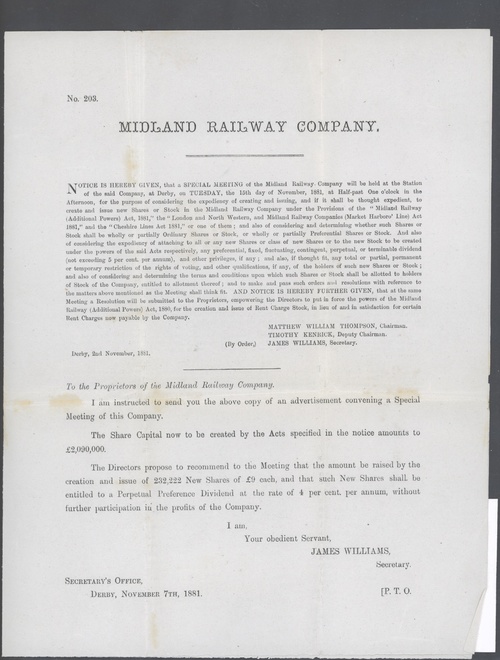 No. 203.
MIDLAND RAILWAY COMPANY.
NOTICE IS HEREBY GIVEN, that a SPECIAL MEETING of the Midland Railway Company will be held at the Station
of the said Company, at Derby, on TUESDAY, the 15th day of November, 1881, at Half-past One o'clock in the
Afternoon, for the purpose of considering the expediency of creating and issuing, and if it shall be thought expedient, to
create and issue new Shares or Stock in the Midland Railway Company under the Provisions of the "Midland Railway
(Additional Powers) Act, 1881," the "London and North Western, and Midland Railway Companies (Market Harboro' Line) Act
1881," and the "Cheshire Lines Act 1881," or one of them; and also of considering and determining whether such Shares or
Stock shall be wholly or partially Ordinary Shares or Stock, or wholly or partially Preferential Shares or Stock. And also
of considering the expediency of attaching to all or any new Shares or class of new Shares or to the new Stock to be created
under the powers of the said Acts respectively, any preferential, fixed, fluctuating, contingent, perpetual, or terminable dividend
(not exceeding 5 per cent. per annum), and other privileges, if any; and also, if thought fit, any total or partial, permanent
or temporary restriction of the rights of voting, and other qualifications, if any, of the holders of such new Shares or Stock;
and also of considering and determining the terms and conditions upon which such Shares or Stock shall be allotted to holders
of Stock of the Company, entitled to allotment thereof; and to make and pass such orders and resolutions with reference to
the matters above mentioned as the Meeting shall think fit. AND NOTICE IS HEREBY FURTHER GIVEN, that at the same
Meeting a Resolution will be submitted to the Proprietors, empowering the Directors to put in force the powers of the Midland
Railway (Additional Powers) Act, 1880, for the creation and issue of Rent Charge Stock, in lieu of and in satisfaction for certain
Rent Charges now payable by the Company.
MATTHEW WILLIAM THOMPSON, Chairman.
TIMOTHY KENRICK, Deputy Chairman.
(By Order,) JAMES WILLIAMS, Secretary.
Derby, 2nd November, 1881.
To the Proprietors of the Midland Railway Company.
I am instructed to send you the above copy of an advertisement convening a Special
Meeting of this Company.
The Share Capital now to be created by the Acts specified in the notice amounts to
£2,090,000.
The Directors propose to recommend to the Meeting that the amount be raised by the
creation and issue of 232,222 New Shares of £9 each, and that such New Shares shall be
entitled to a Perpetual Preference Dividend at the rate of 4 per cent. per annum, without
further participation in the profits of the Company.
I am,
Your obedient Servant,
JAMES WILLIAMS,
Secretary.
SECRETARY'S OFFICE,
DERBY, NOVEMBER 7TH, 1881.
[P. T. O.